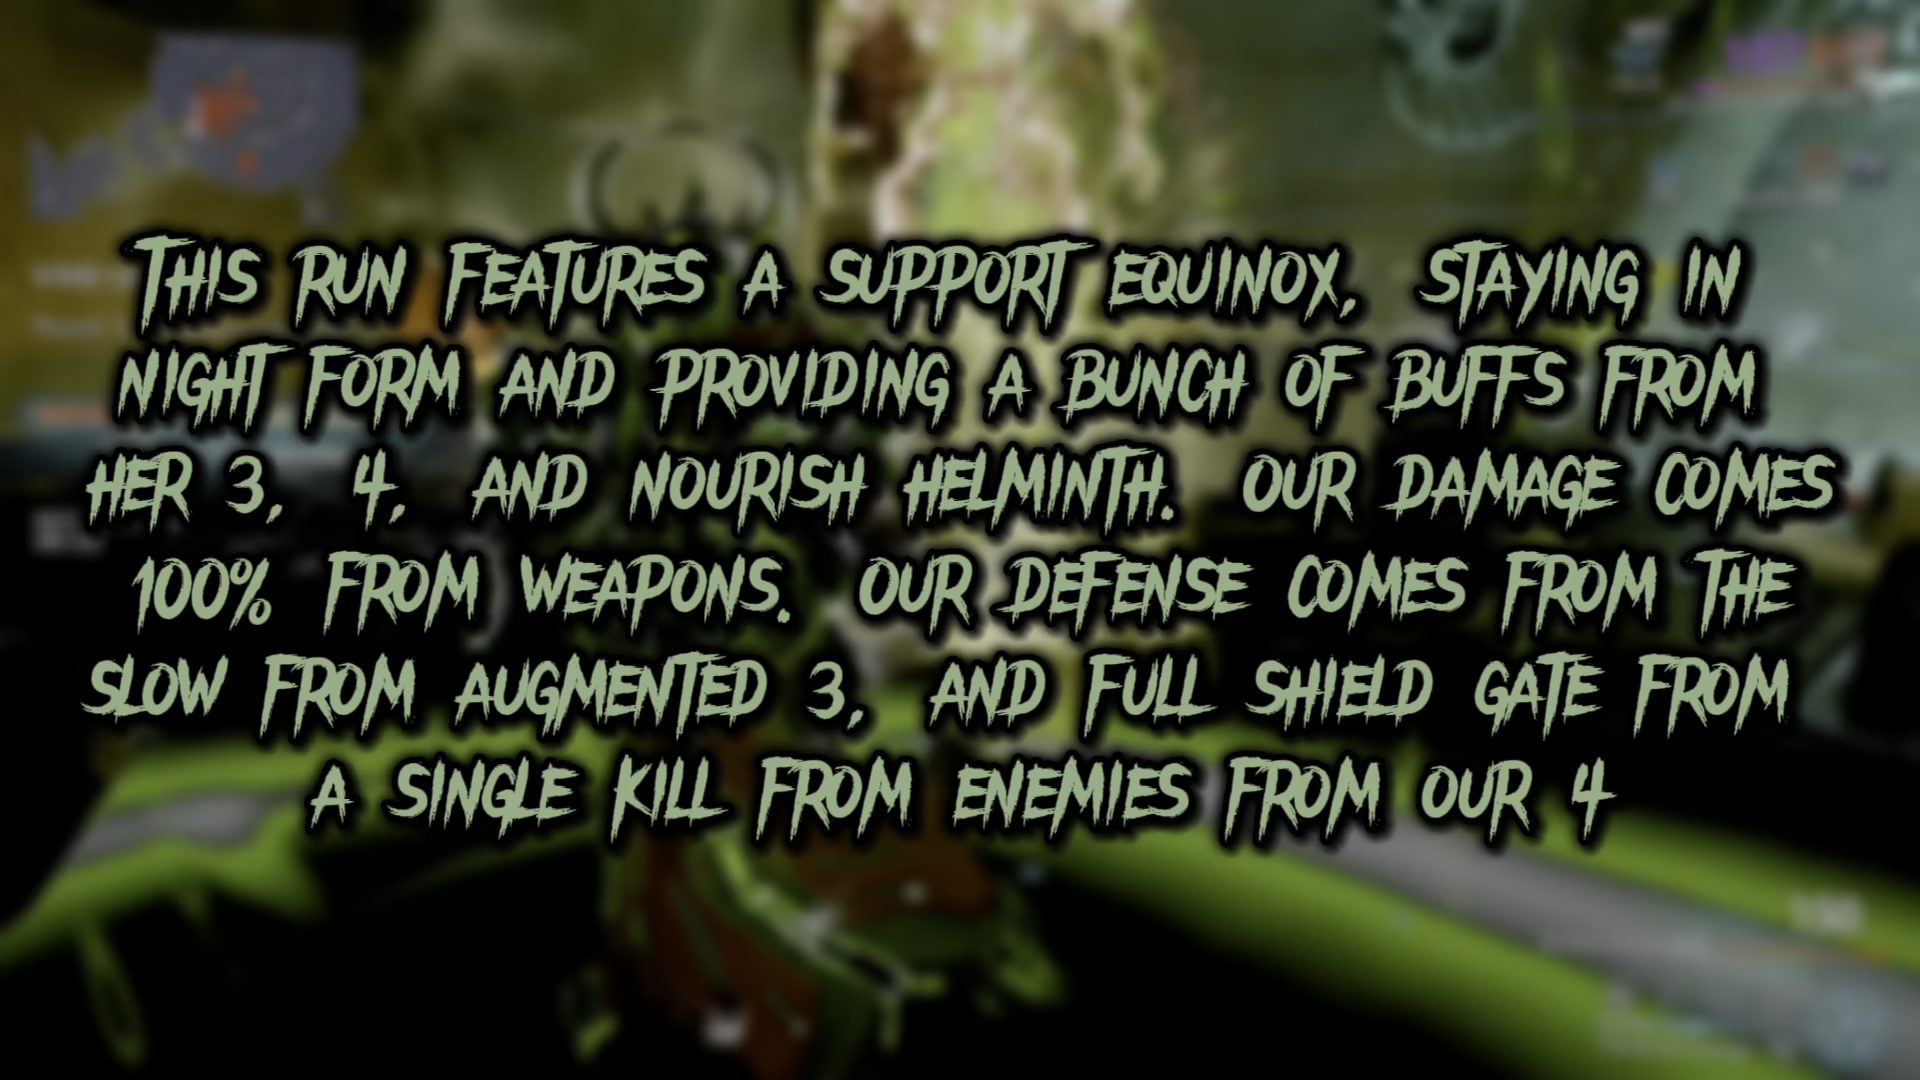 THIS RUN FEATURES A SUPPORT EQUINOX, STAYING IN
NIGHT FORM AND PROVIDING A BUNCH OF BUFFS FROM
HER 3, 4, AND NOURISH HELMINTH. OUR DAMAGE COMES
100% FROM WEAPONS. OUR DEFENSE COMES FROM THE
SLOW FROM AUGMENTED 3, AND FULL SHIELD GATE FROM
A SINGLE KILL FROM ENEMIES FROM OUR 4